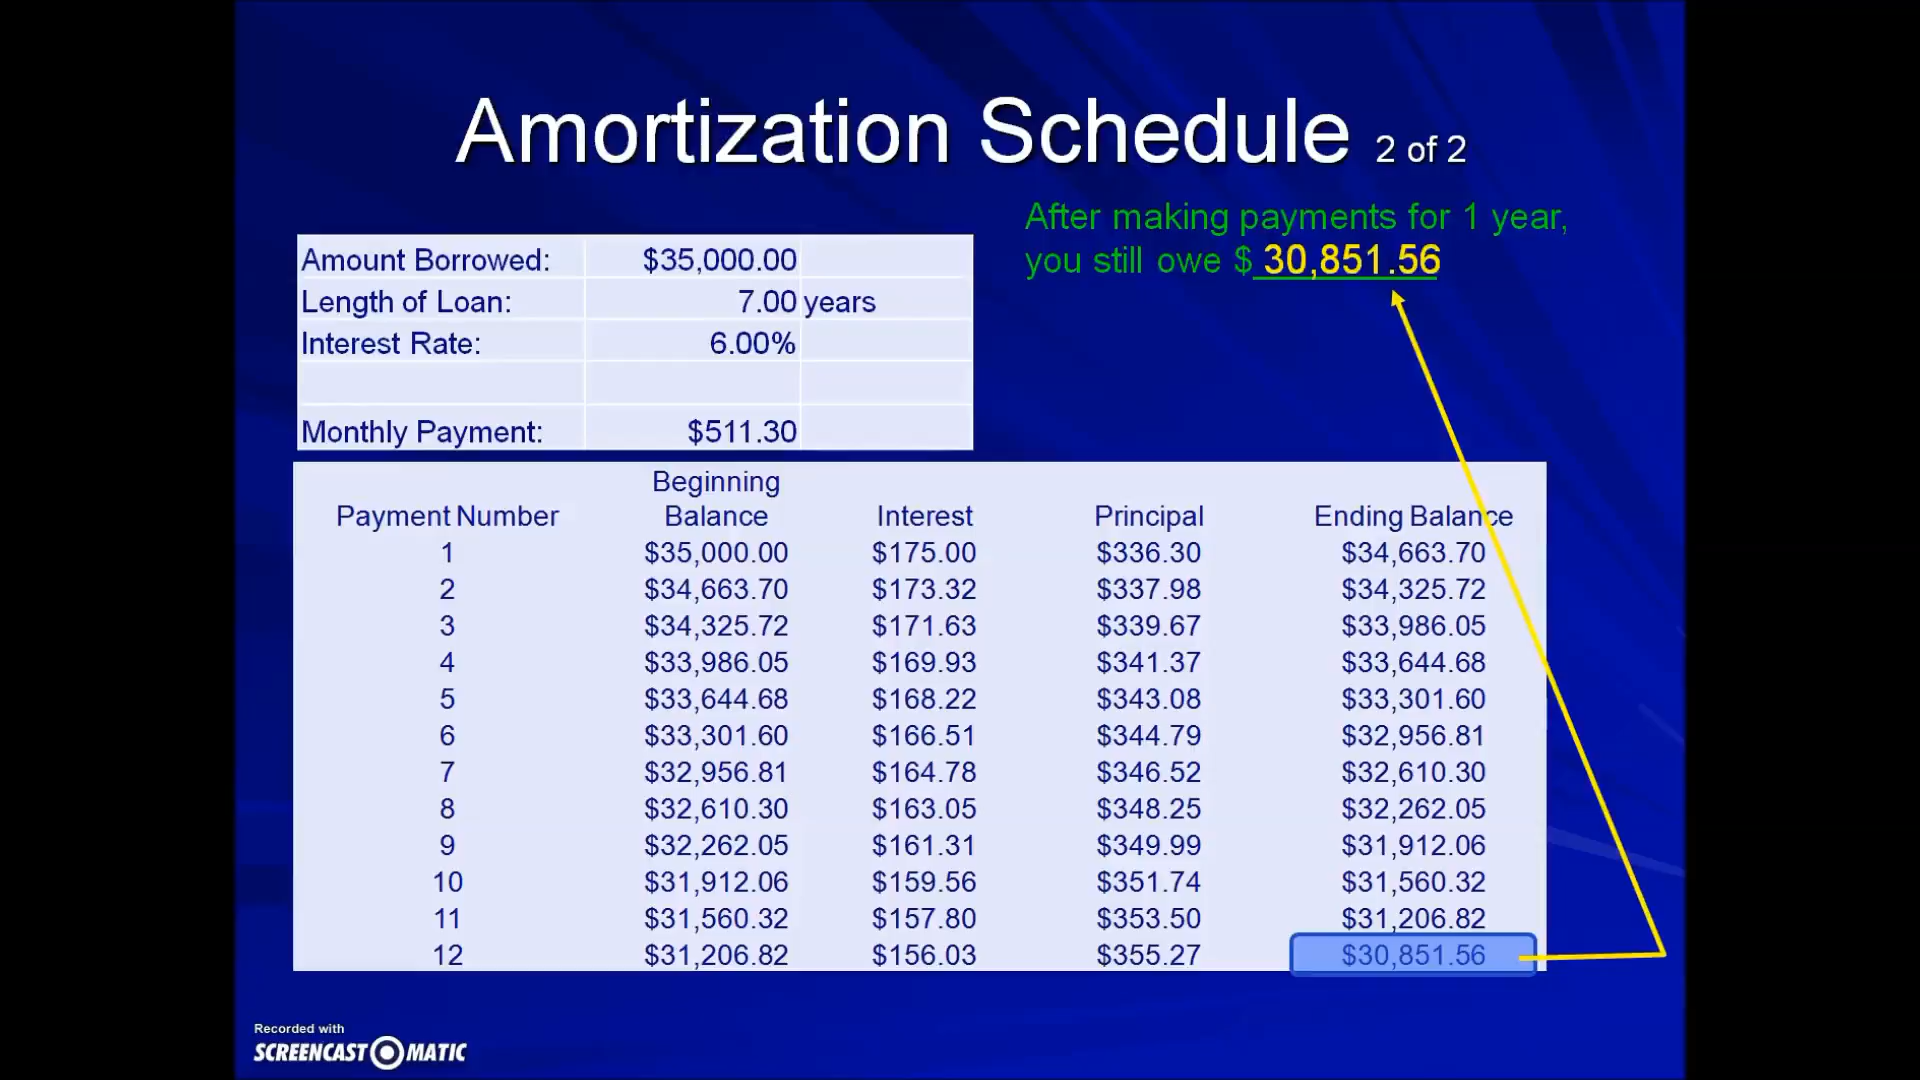 Amortization Schedule 2 of 2
After making payments for 1 year,
you still owe $ 30,851.56
Amount Borrowed: $35,000.00
Length of Loan: 7.00 years
Interest Rate: 6.00%
Monthly Payment: $511.30
Payment Number Beginning Balance Interest Principal Ending Balance
1 $35,000.00 $175.00 $336.30 $34,663.70
2 $34,663.70 $173.32 $337.98 $34,325.72
3 $34,325.72 $171.63 $339.67 $33,986.05
4 $33,986.05 $169.93 $341.37 $33,644.68
5 $33,644.68 $168.22 $343.08 $33,301.60
6 $33,301.60 $166.51 $344.79 $32,956.81
7 $32,956.81 $164.78 $346.52 $32,610.30
8 $32,610.30 $163.05 $348.25 $32,262.05
9 $32,262.05 $161.31 $349.99 $31,912.06
10 $31,912.06 $159.56 $351.74 $31,560.32
11 $31,560.32 $157.80 $353.50 $31,206.82
12 $31,206.82 $156.03 $355.27 $30,851.56
Recorded with
SCREENCAST MATIC